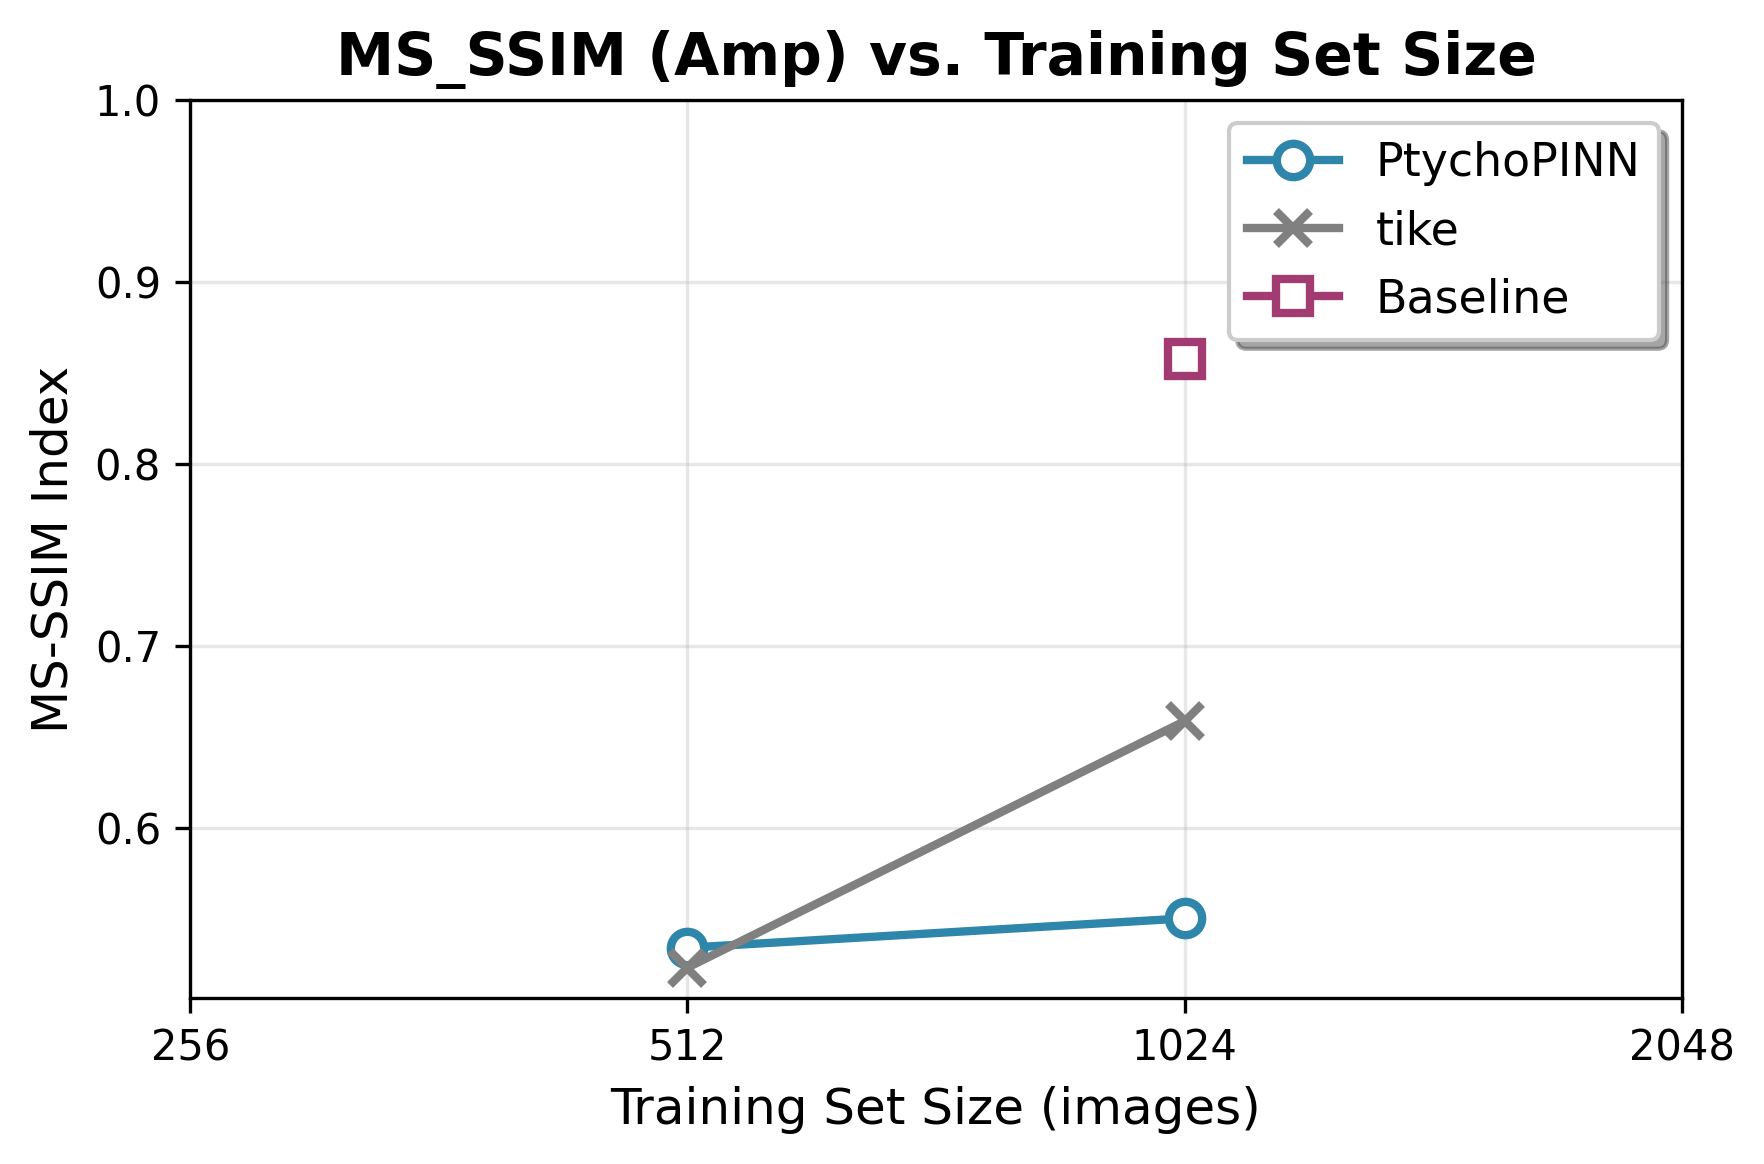 MS_SSIM (Amp) vs. Training Set Size
1.0
0.9
0.8
0.7
0.6
MS-SSIM Index
PtychoPINN
tike
Baseline
256 512 1024 2048
Training Set Size (images)